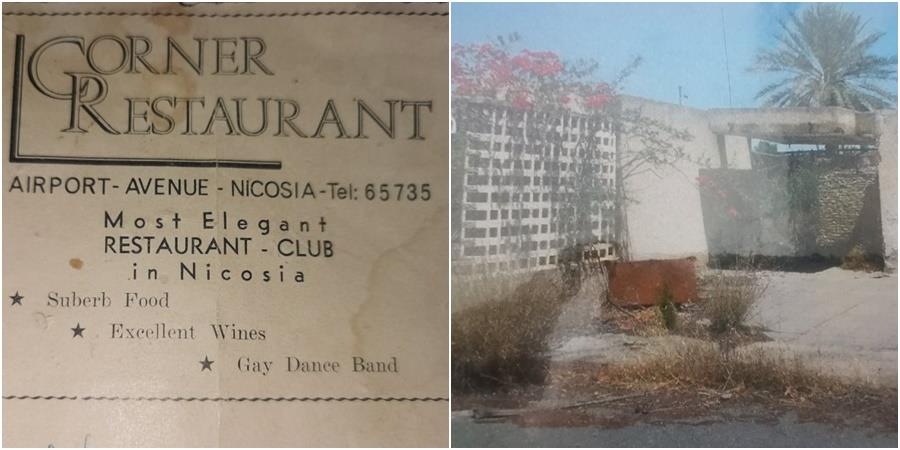 CORNER
RESTAURANT
AIRPORT-AVENUE-NICOSIA-Tel: 65735
Most Elegant
RESTAURANT-CLUB
in Nicosia
★ Suberb Food
★ Excellent Wines
★ Gay Dance Band